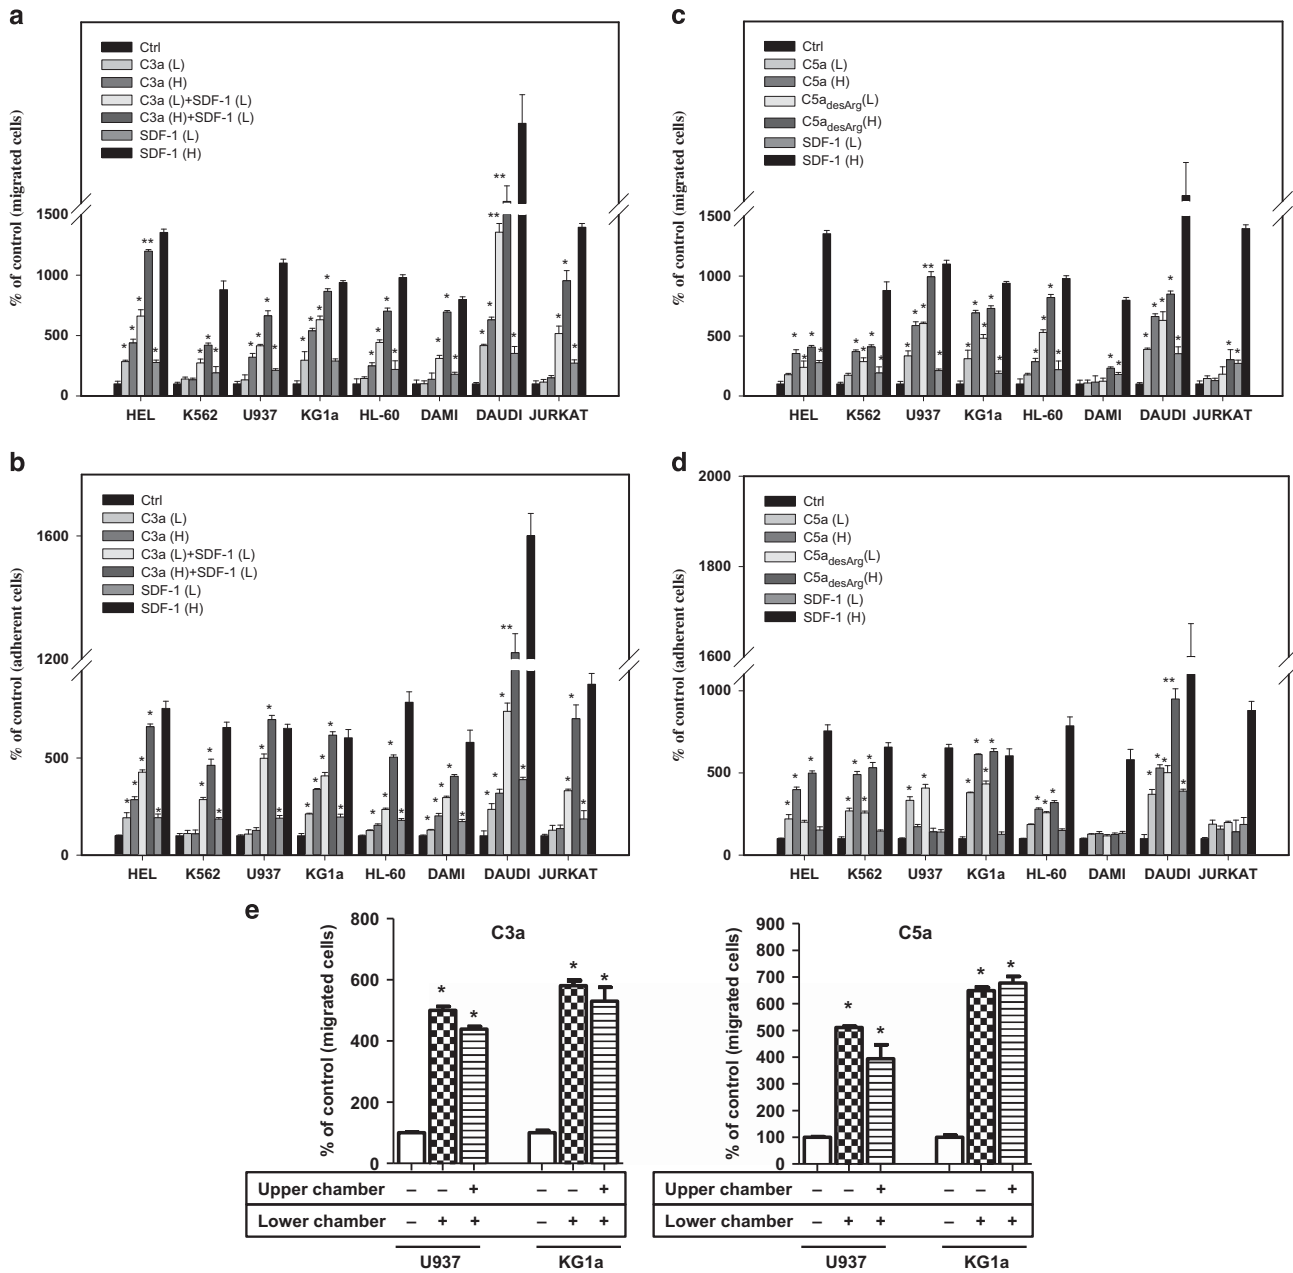 a
% of control (migrated cells)
Ctrl
C3a (L)
C3a (H)
C3a (L)+SDF-1 (L)
C3a (H)+SDF-1 (L)
SDF-1 (L)
SDF-1 (H)
1500
1000
500
0
* * * ** *
* * *
* * * *
* * * *
* * * *
* * *
* * ** ** *
* * *
HEL K562 U937 KG1a HL-60 DAMI DAUDI JURKAT
c
% of control (migrated cells)
Ctrl
C5a (L)
C5a (H)
C5adesArg(L)
C5adesArg(H)
SDF-1 (L)
SDF-1 (H)
1500
1000
500
0
* * * *
* * * *
* * * ** *
* * * * *
* * * *
* *
* * * * *
* *
HEL K562 U937 KG1a HL-60 DAMI DAUDI JURKAT
b
% of control (adherent cells)
Ctrl
C3a (L)
C3a (H)
C3a (L)+SDF-1 (L)
C3a (H)+SDF-1 (L)
SDF-1 (L)
SDF-1 (H)
1600
1200
500
0
* * * * *
* * *
* * *
* * * * *
* * * * *
* * * * *
* * * ** *
* * *
HEL K562 U937 KG1a HL-60 DAMI DAUDI JURKAT
d
% of control (adherent cells)
Ctrl
C5a (L)
C5a (H)
C5adesArg(L)
C5adesArg(H)
SDF-1 (L)
SDF-1 (H)
2000
1800
1600
1000
500
0
* * *
* * * *
* *
* * * *
* * *
* * * ** *
HEL K562 U937 KG1a HL-60 DAMI DAUDI JURKAT
e
% of control (migrated cells)
C3a
800
600
400
200
0
* * * *
Upper chamber – – + – – +
Lower chamber – + + – + +
U937 KG1a
% of control (migrated cells)
C5a
900
800
700
600
500
400
300
200
100
0
* * * *
Upper chamber – – + – – +
Lower chamber – + + – + +
U937 KG1a